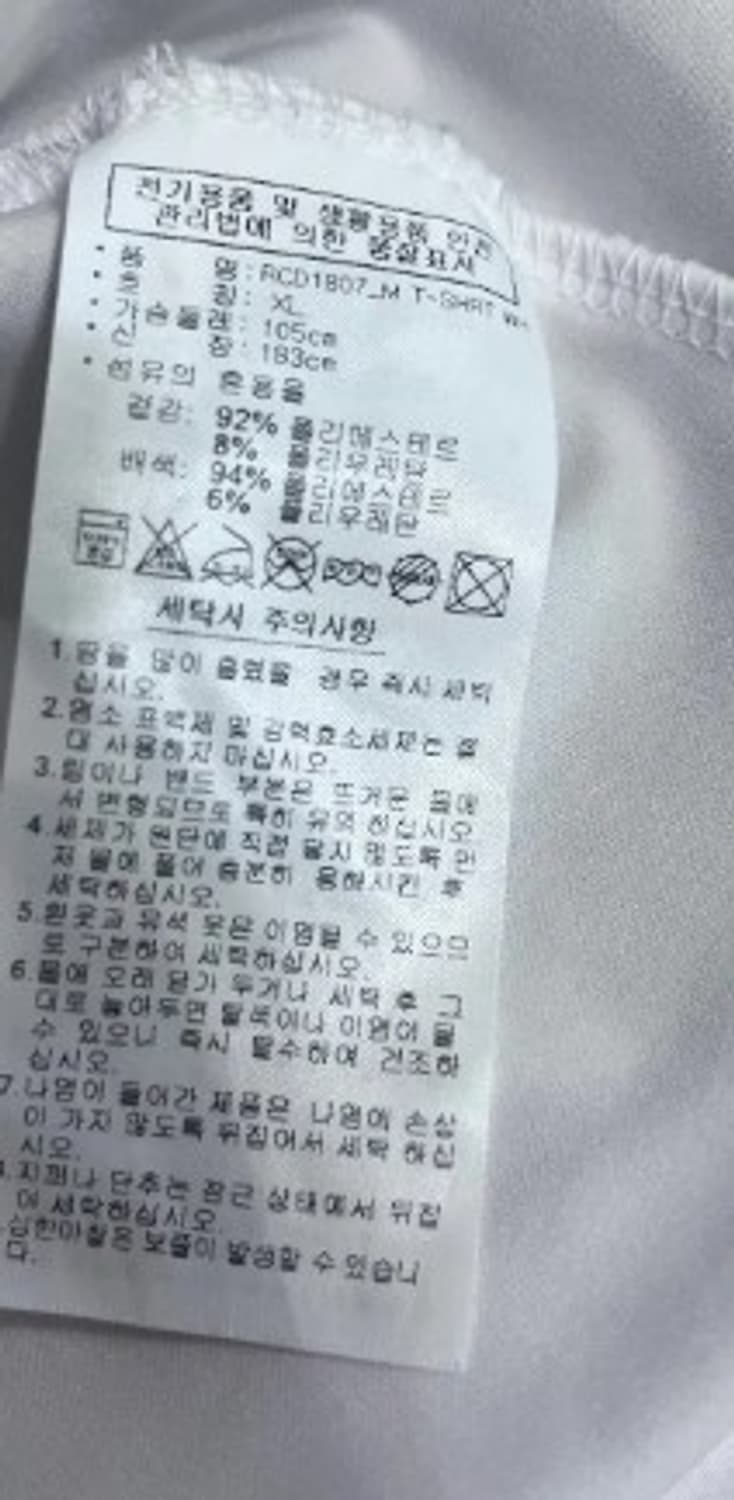 전기용품 및 생활용품 안전
관리법에 의한 품질표시
• 품 명 : RCD1807_M T-SHIRT
• 호 칭 : XL
• 가슴둘레 : 105cm
• 신 장 : 183cm
• 섬유의 혼용율
겉감: 92% 폴리에스테르
8% 폴리우레탄
배색: 94% 폴리에스테르
6% 폴리우레탄
세탁시 주의사항
1.땀을 많이 흘렸을 경우 즉시 세탁
십시오.
2.염소 표백제 및 강력효소세제는 절
대 사용하지 마십시오.
3.림이나 밴드 부분은 뜨거운 물에
서 변형되므로 특히 유의 하십시오
4.세제가 원단에 직접 닿지 않도록 먼
저 물에 풀어 충분히 용해시킨 후
세탁하십시오.
5.흰옷과 유색 옷은 이염될 수 있으므
로 구분하여 세탁하십시오.
6.물에 오래 담가 두거나 세탁 후 그
대로 놓아두면 탈색이나 이염이 될
수 있으니 즉시 탈수하여 건조하
십시오.
7.나염이 들어간 제품은 나염에 손상
이 가지 않도록 뒤집어서 세탁 하십
시오.
지퍼나 단추는 잠근 상태에서 뒤집
어 세탁하십시오.
심한마찰은 보풀이 발생할 수 있습니
다.